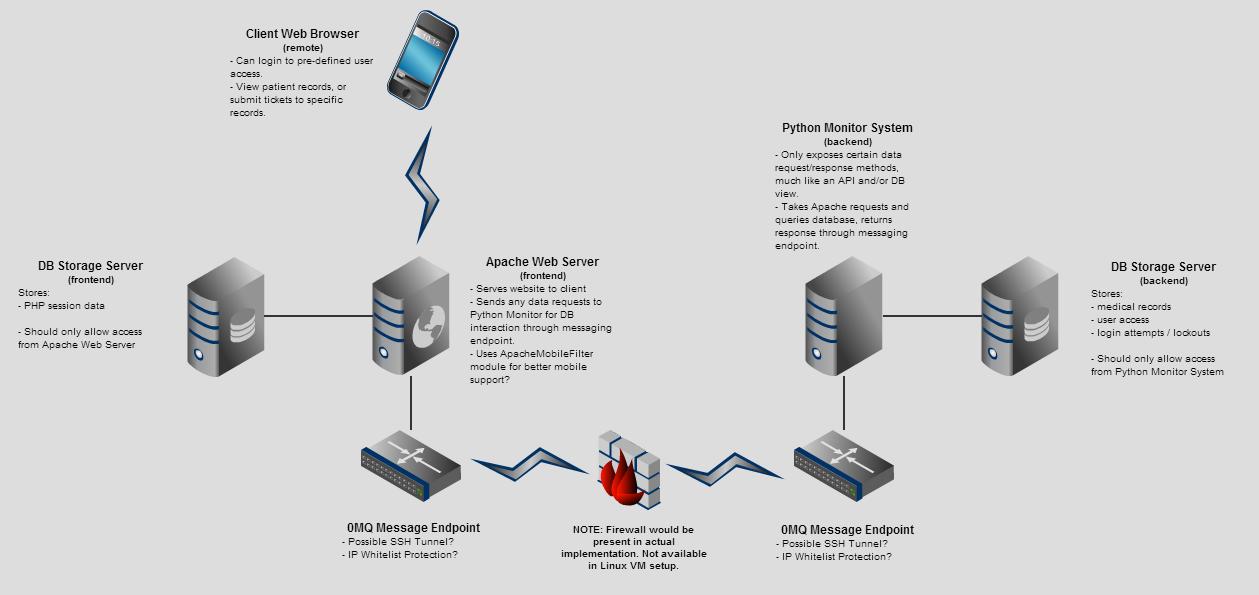 Client Web Browser
(remote)
- Can login to pre-defined user
access.
- View patient records, or
submit tickets to specific
records.
10:15
Python Monitor System
(backend)
- Only exposes certain data
request/response methods,
much like an API and/or DB
view.
- Takes Apache requests and
queries database, returns
response through messaging
endpoint.
DB Storage Server
(frontend)
Stores:
- PHP session data
- Should only allow access
from Apache Web Server
Apache Web Server
(frontend)
- Serves website to client
- Sends any data requests to
Python Monitor for DB
interaction through messaging
endpoint.
- Uses ApacheMobileFilter
module for better mobile
support?
DB Storage Server
(backend)
Stores:
- medical records
- user access
- login attempts / lockouts
- Should only allow access
from Python Monitor System
0MQ Message Endpoint
- Possible SSH Tunnel?
- IP Whitelist Protection?
NOTE: Firewall would be
present in actual
implementation. Not available
in Linux VM setup.
0MQ Message Endpoint
- Possible SSH Tunnel?
- IP Whitelist Protection?